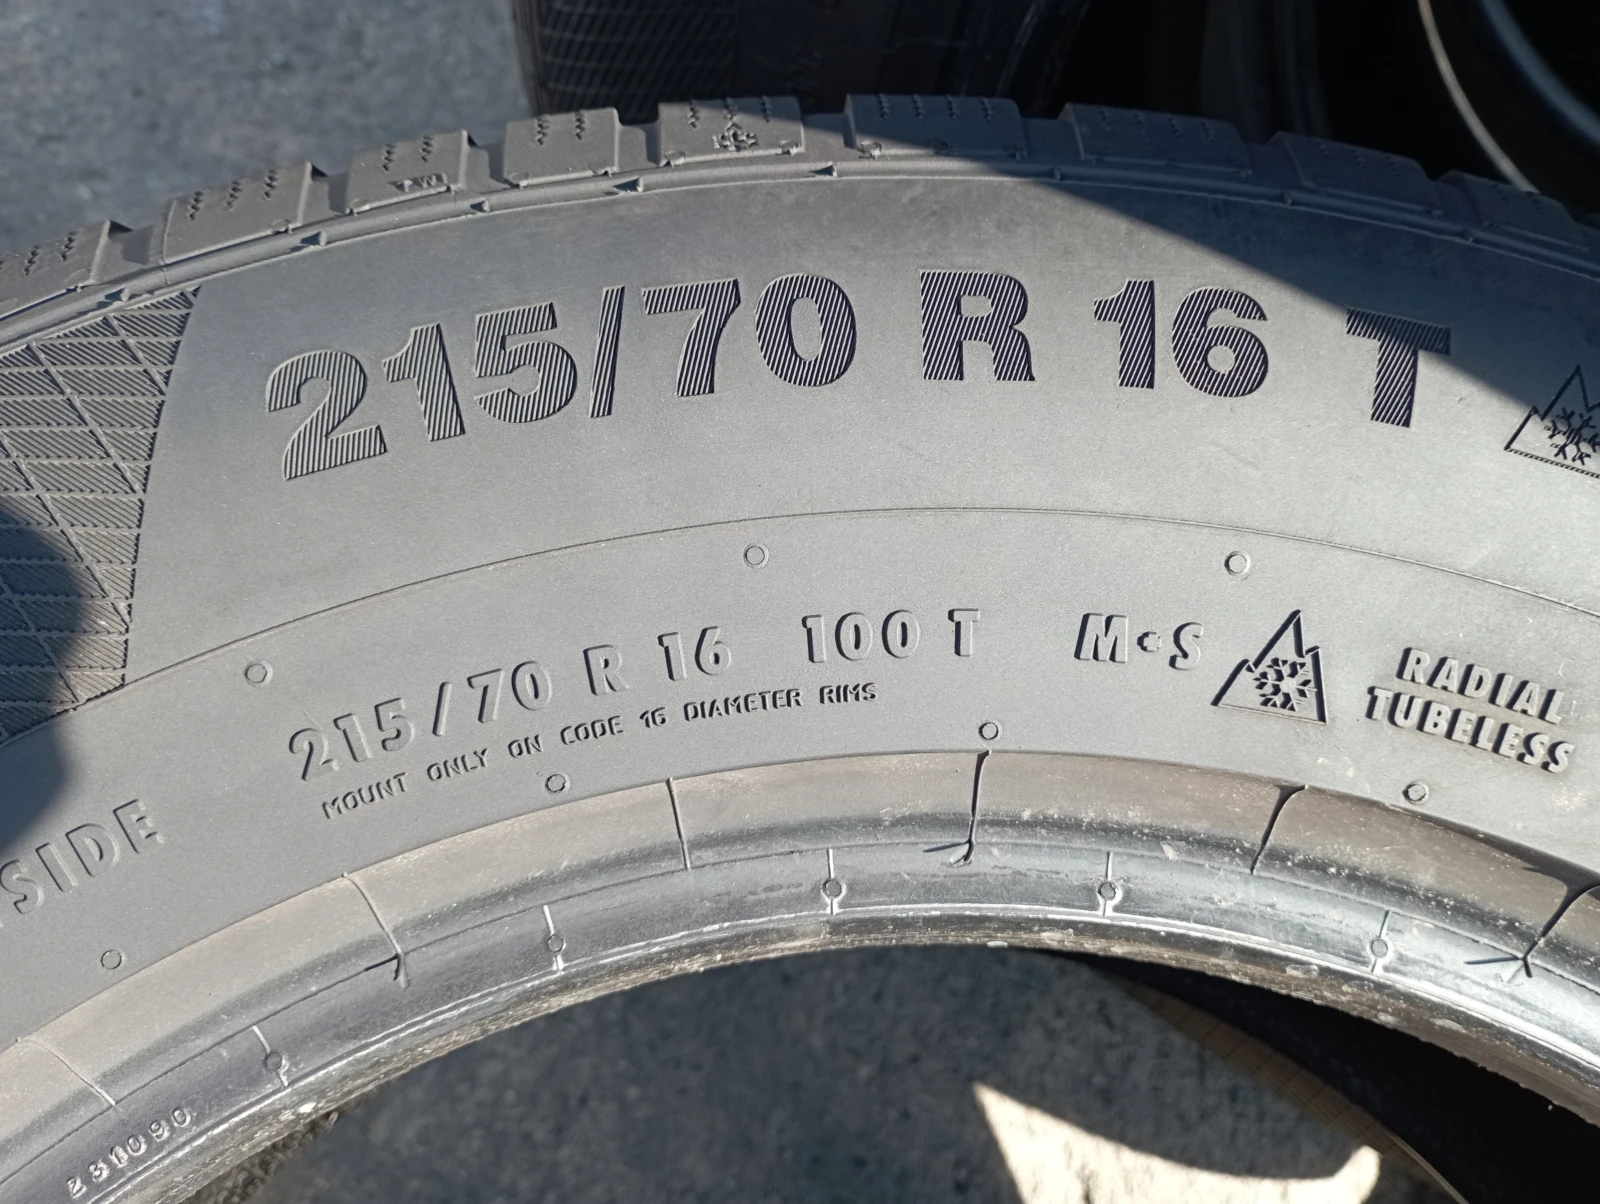 215/70 R 16 T
215/70 R 16 100 T M•S
MOUNT ONLY ON CODE 16 DIAMETER RIMS
RADIAL
TUBELESS
SIDE